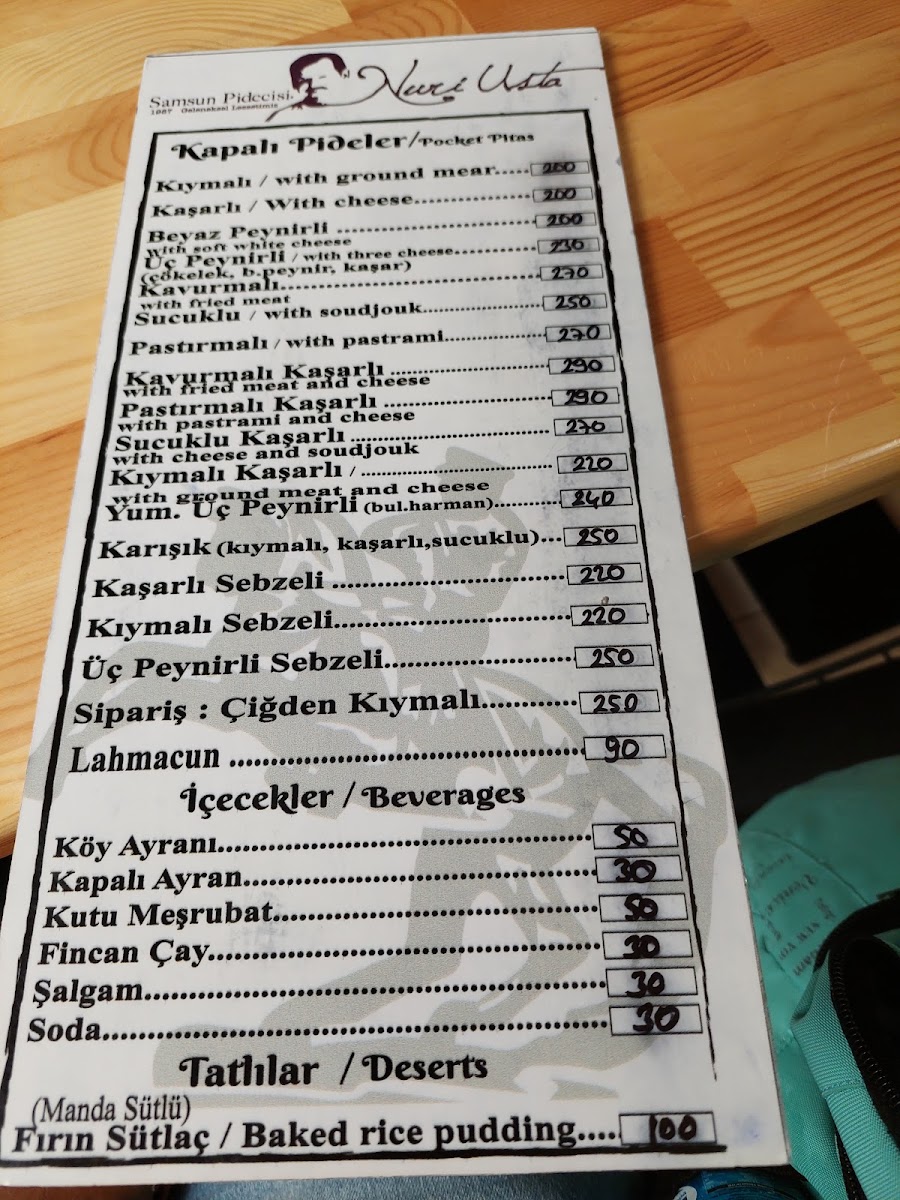 Samsun Pidecisi
1987 Geleneksel Lezzetimiz
Nuri Usta
Kapalı Pideler/Pocket Pitas
Kıymalı / with ground mear..... 200
Kaşarlı / With cheese.................. 200
Beyaz Peynirli .............................. 200
with soft white cheese
Üç Peynirli / with three cheese.............. 230
(çökelek, b.peynir, kaşar)
Kavurmalı....................................... 270
with fried meat
Sucuklu / with soudjouk.................. 250
Pastırmalı / with pastrami................ 270
Kavurmalı Kaşarlı ........................... 290
with fried meat and cheese
Pastırmalı Kaşarlı ........................... 290
with pastrami and cheese
Sucuklu Kaşarlı ................................ 270
with cheese and soudjouk
Kıymalı Kaşarlı / .............................. 220
with ground meat and cheese
Yum. Üç Peynirli (bul.harman)........... 240
Karışık (kıymalı, kaşarlı,sucuklu)... 250
Kaşarlı Sebzeli ................................ 220
Kıymalı Sebzeli................................ 220
Üç Peynirli Sebzeli......................... 250
Sipariş : Çiğden Kıymalı............ 250
Lahmacun ........................................... 90
İçecekler / Beverages
Köy Ayranı............................................. 50
Kapalı Ayran......................................... 30
Kutu Meşrubat..................................... 50
Fincan Çay............................................ 30
Şalgam................................................... 30
Soda........................................................ 30
Tatlılar / Deserts
(Manda Sütlü)
Fırın Sütlaç / Baked rice pudding.... 100